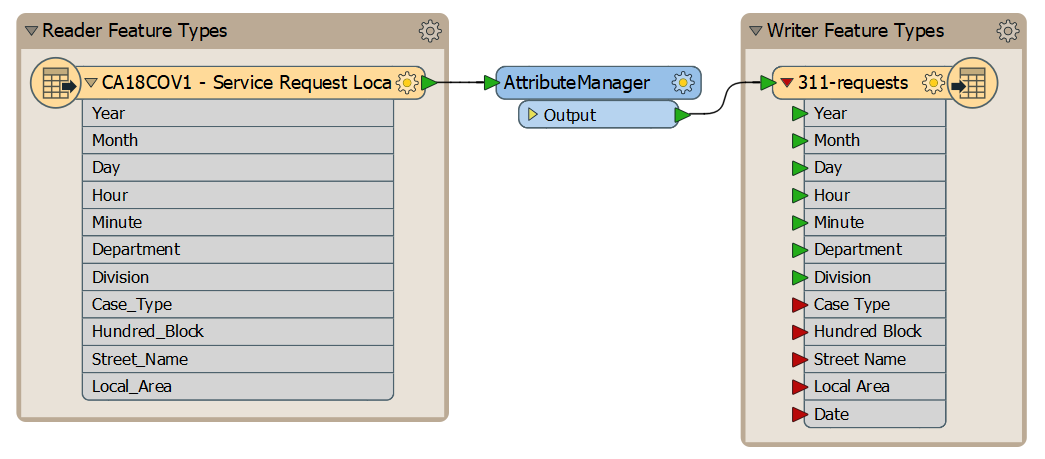 Reader Feature Types
CA18COV1 - Service Request Loca
Year
Month
Day
Hour
Minute
Department
Division
Case_Type
Hundred_Block
Street_Name
Local_Area
AttributeManager
Output
Writer Feature Types
311-requests
Year
Month
Day
Hour
Minute
Department
Division
Case Type
Hundred Block
Street Name
Local Area
Date